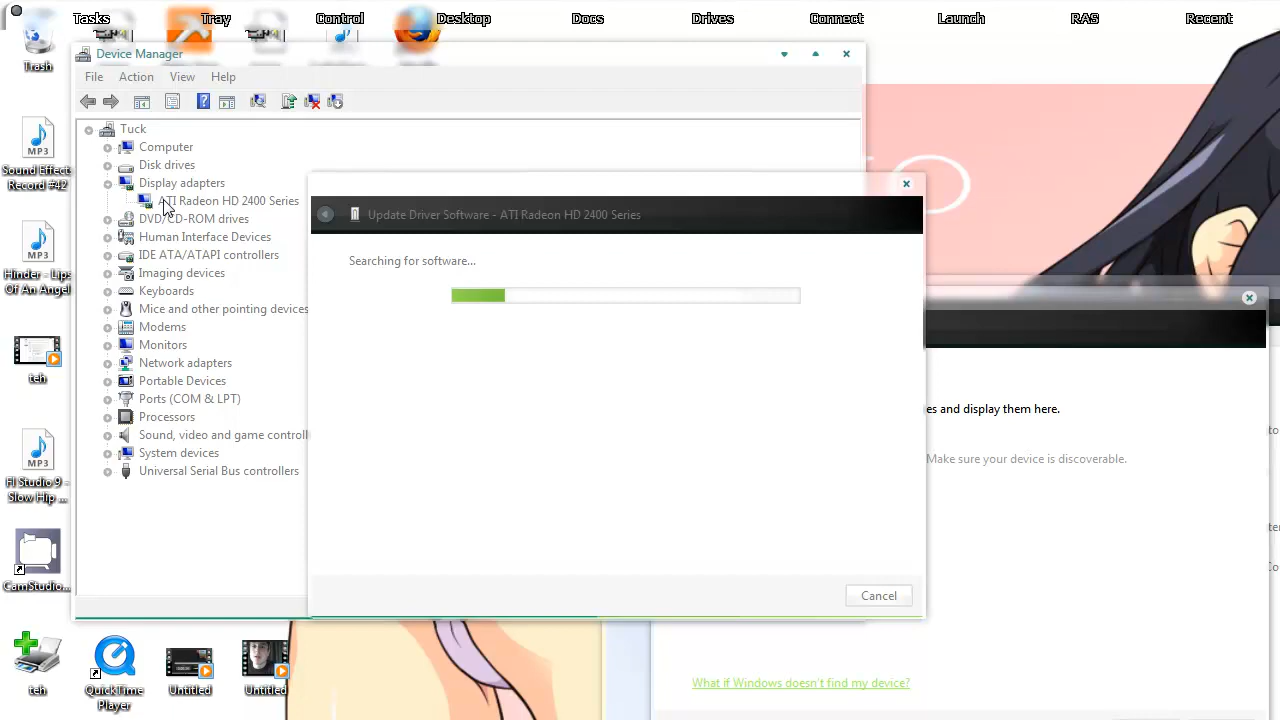 Tasks Tray Control Desktop Docs Drives Connect Launch RAS Recent
Trash
Sound Effect
Record #42
Hinder - Lips
Of An Angel
teh
Fl Studio 9 -
Slow Hip ...
CamStudio...
teh
QuickTime
Player
Untitled
Untitled
Device Manager
File Action View Help
Tuck
Computer
Disk drives
Display adapters
ATI Radeon HD 2400 Series
DVD/CD-ROM drives
Human Interface Devices
IDE ATA/ATAPI controllers
Imaging devices
Keyboards
Mice and other pointing devices
Modems
Monitors
Network adapters
Portable Devices
Ports (COM & LPT)
Processors
Sound, video and game controll
System devices
Universal Serial Bus controllers
Update Driver Software - ATI Radeon HD 2400 Series
Searching for software...
Cancel
es and display them here.
Make sure your device is discoverable.
What if Windows doesn't find my device?